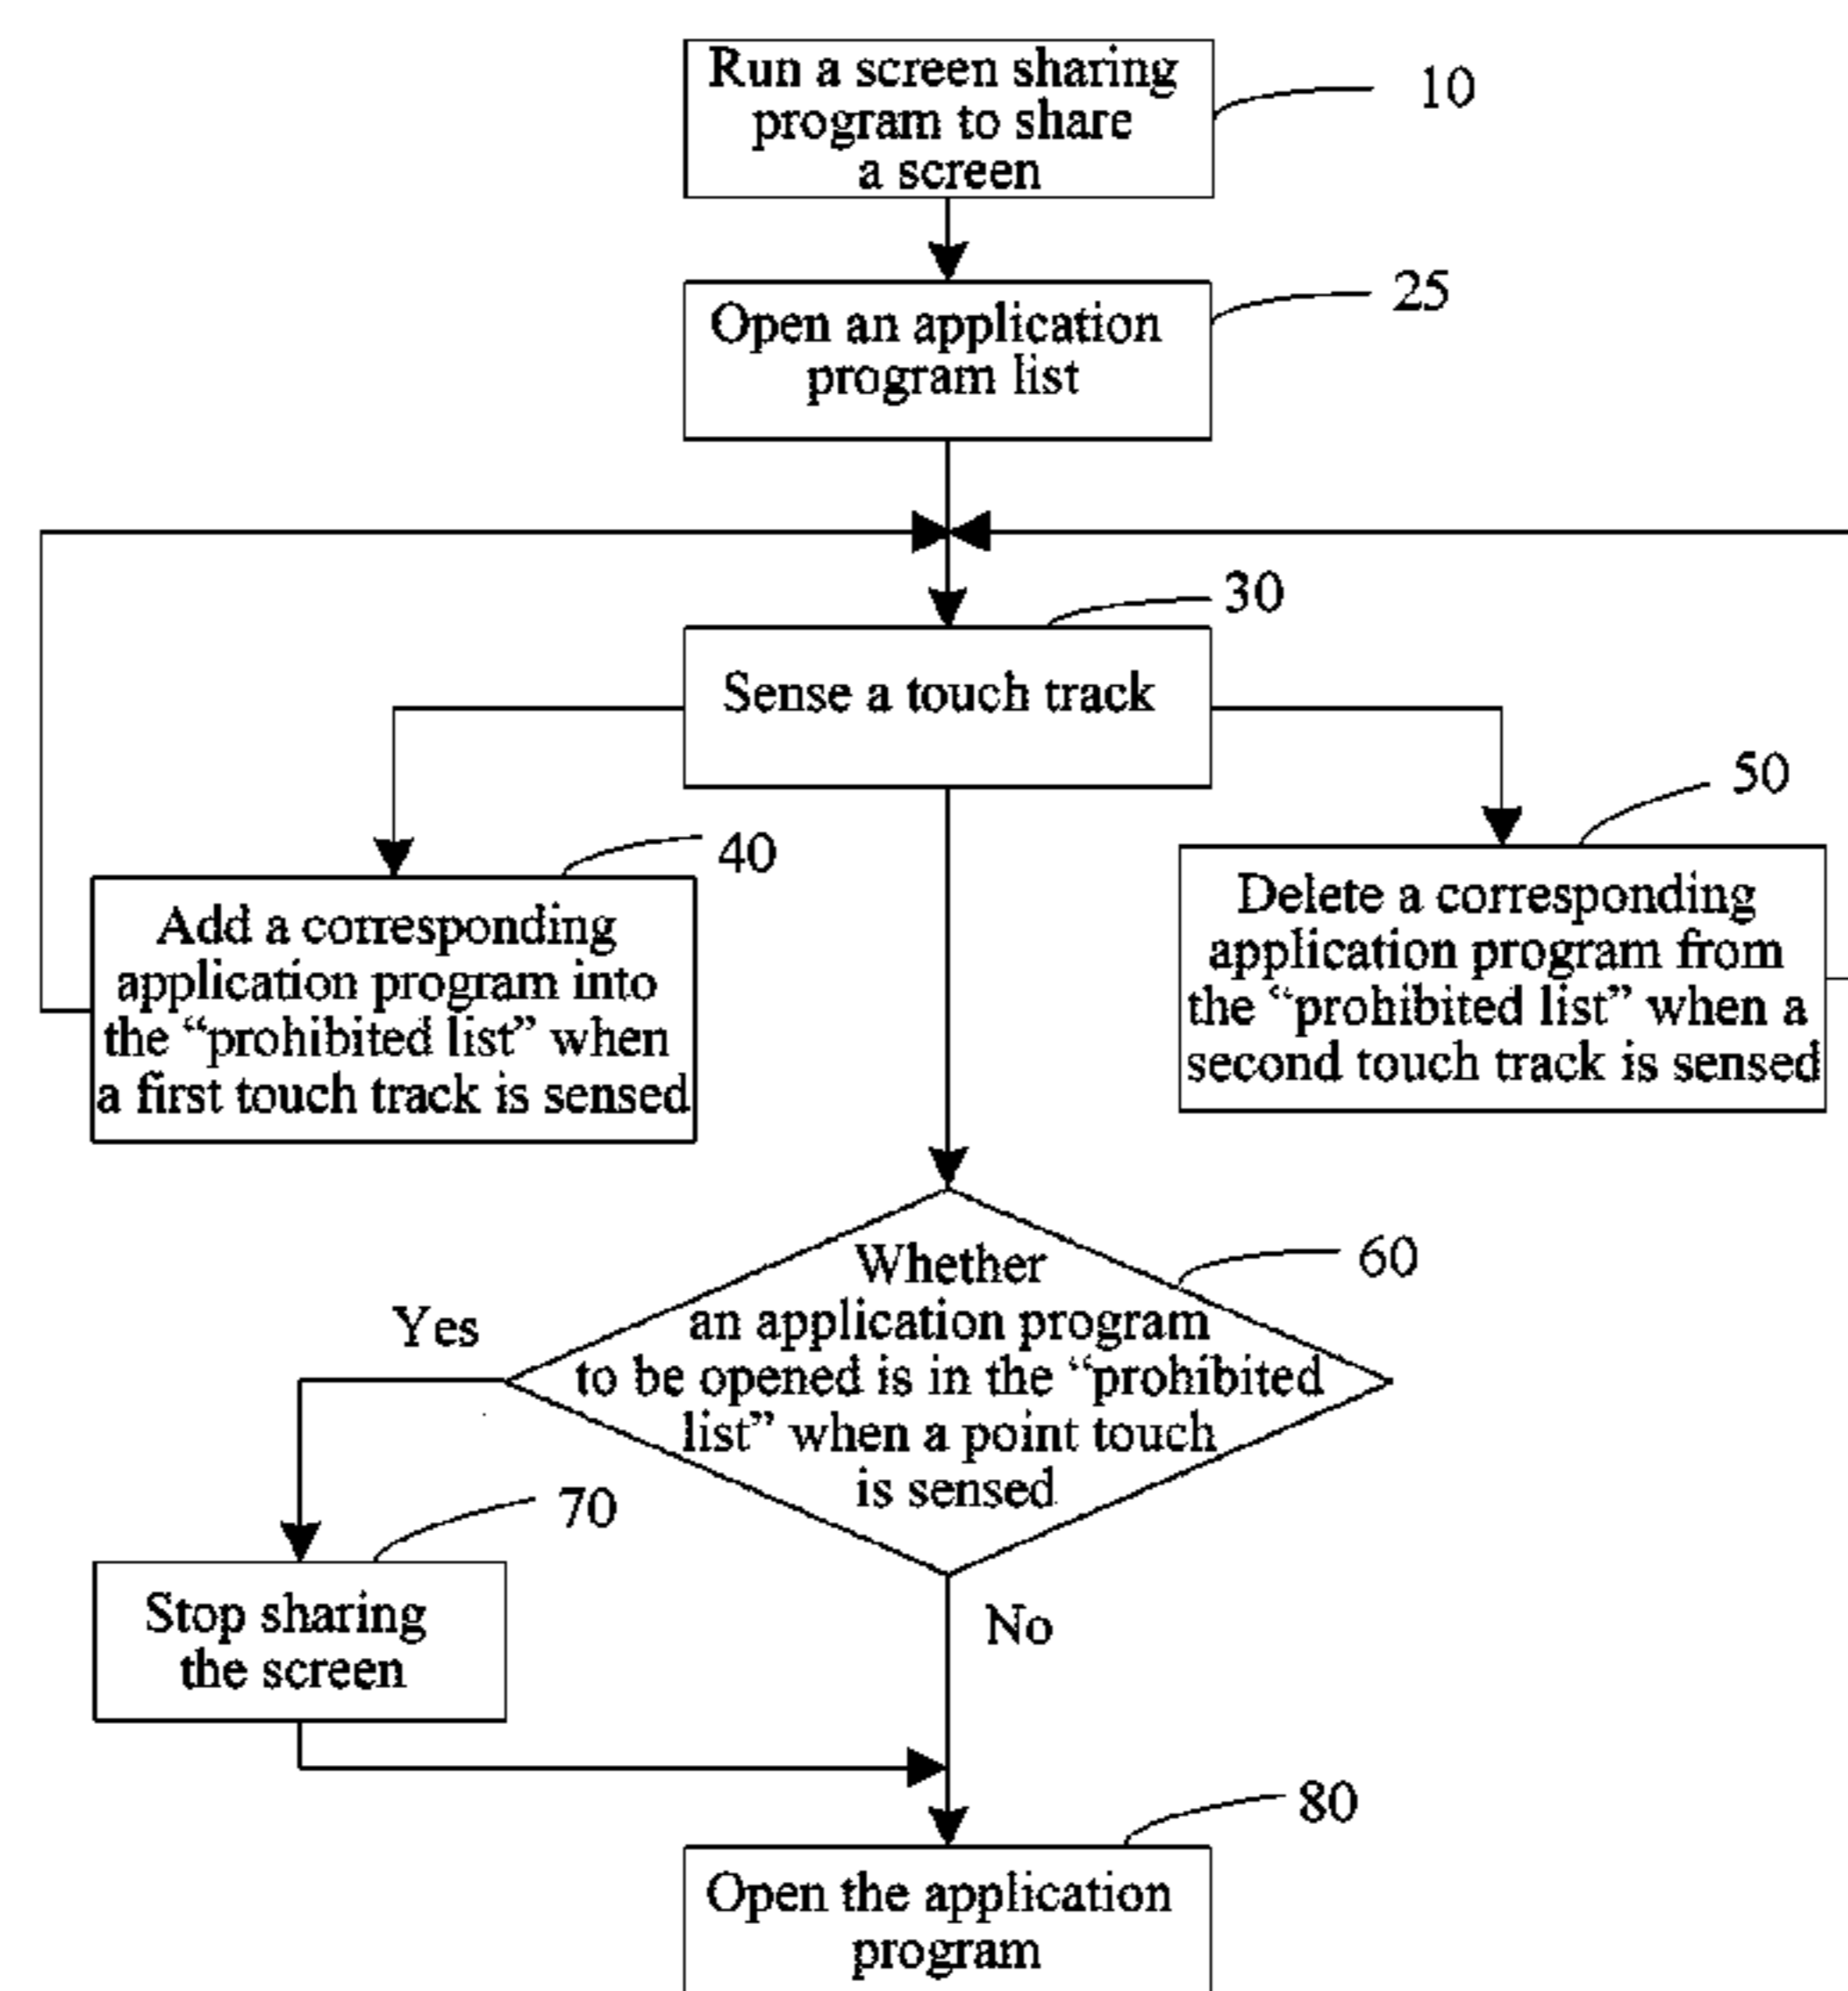 Run a screen sharing
program to share
a screen
10
Open an application
program list
25
30
Sense a touch track
40
Add a corresponding
application program into
the “prohibited list” when
a first touch track is sensed
50
Delete a corresponding
application program from
the “prohibited list” when a
second touch track is sensed
60
Whether
an application program
to be opened is in the “prohibited
list” when a point touch
is sensed
Yes
70
Stop sharing
the screen
No
80
Open the application
program